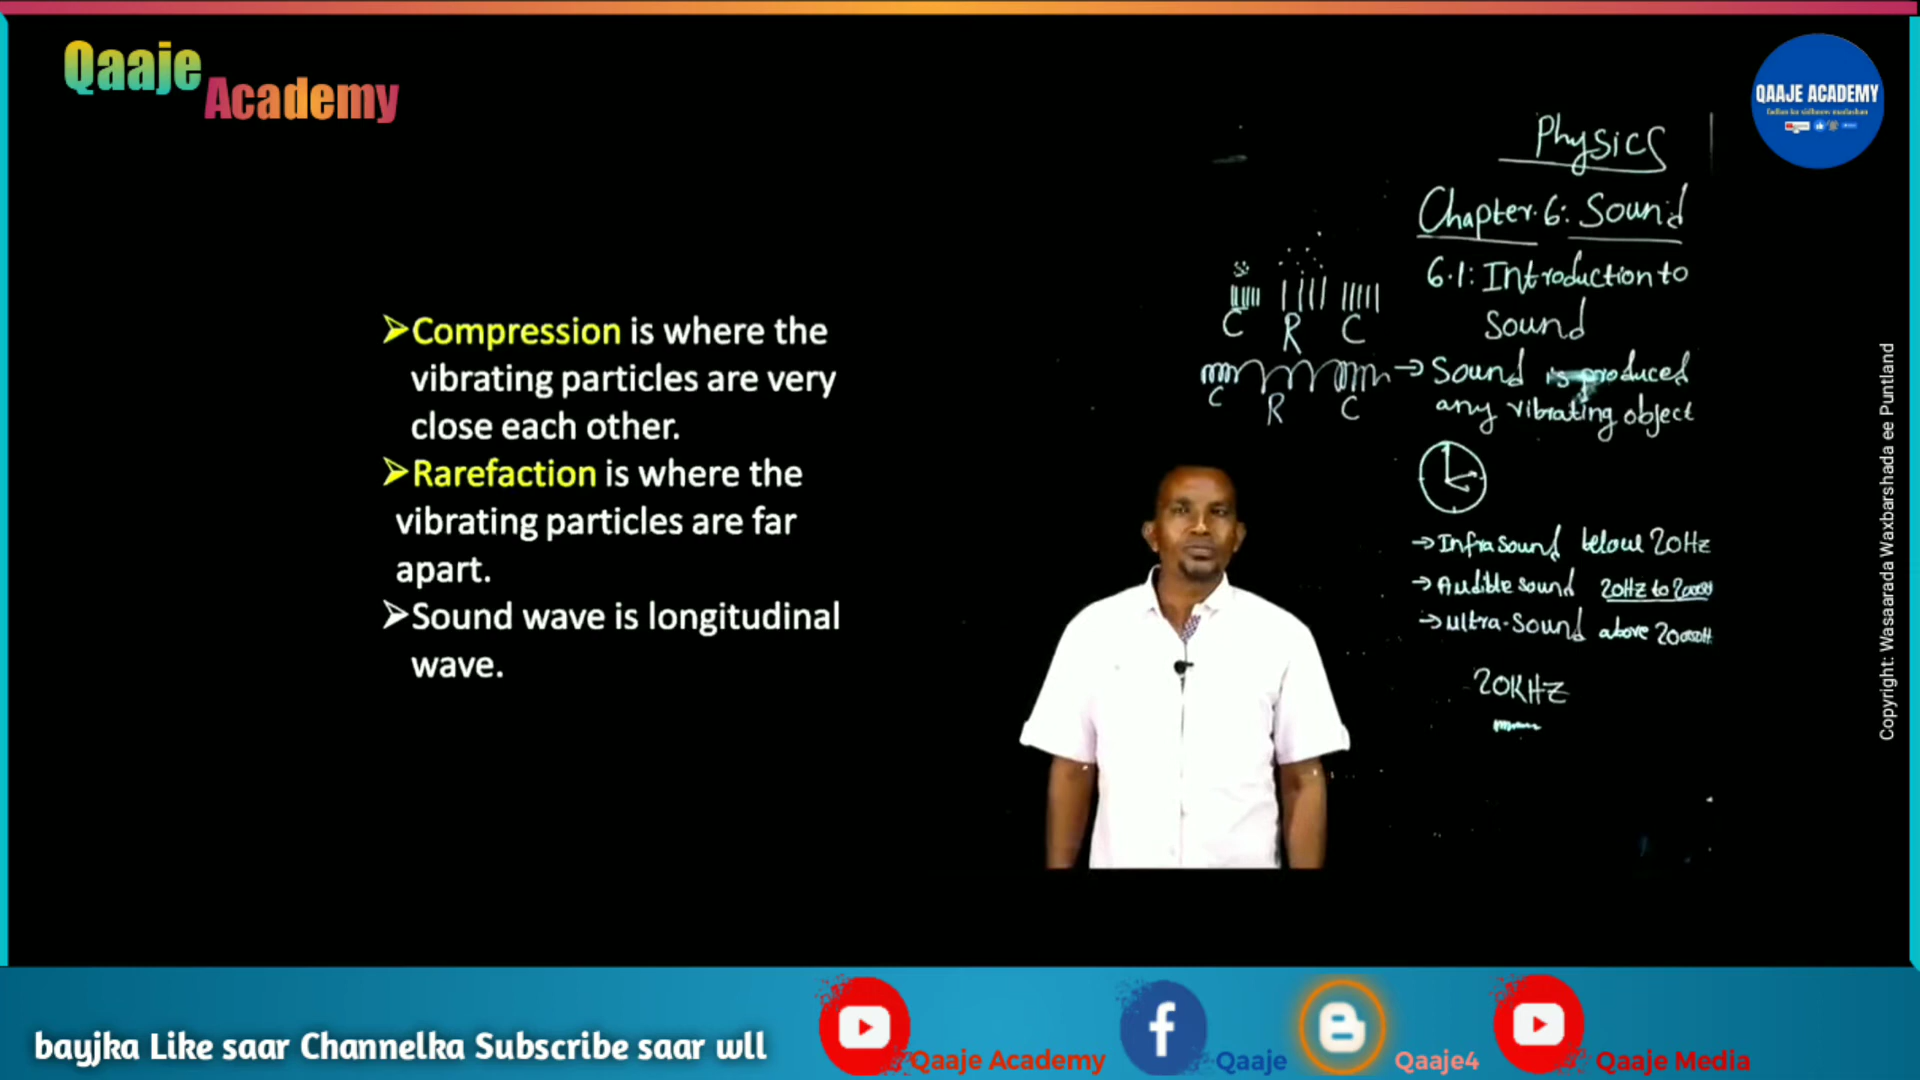 Qaaje
Academy
QAAJE ACADEMY
Physics
Chapter.6: Sound
6.1: Introduction to
Sound
C R C
C R C
→ Sound is produced
any vibrating object
→ Infrasound below 20Hz
→ Audible sound 20Hz to
→ Ultra-Sound above
20KHZ
➢Compression is where the
vibrating particles are very
close each other.
➢Rarefaction is where the
vibrating particles are far
apart.
➢Sound wave is longitudinal
wave.
Copyright: Wasaarada Waxbarshada ee Puntland
bayjka Like saar Channelka Subscribe saar wll
Qaaje Academy
Qaaje
Qaaje4
Qaaje Media